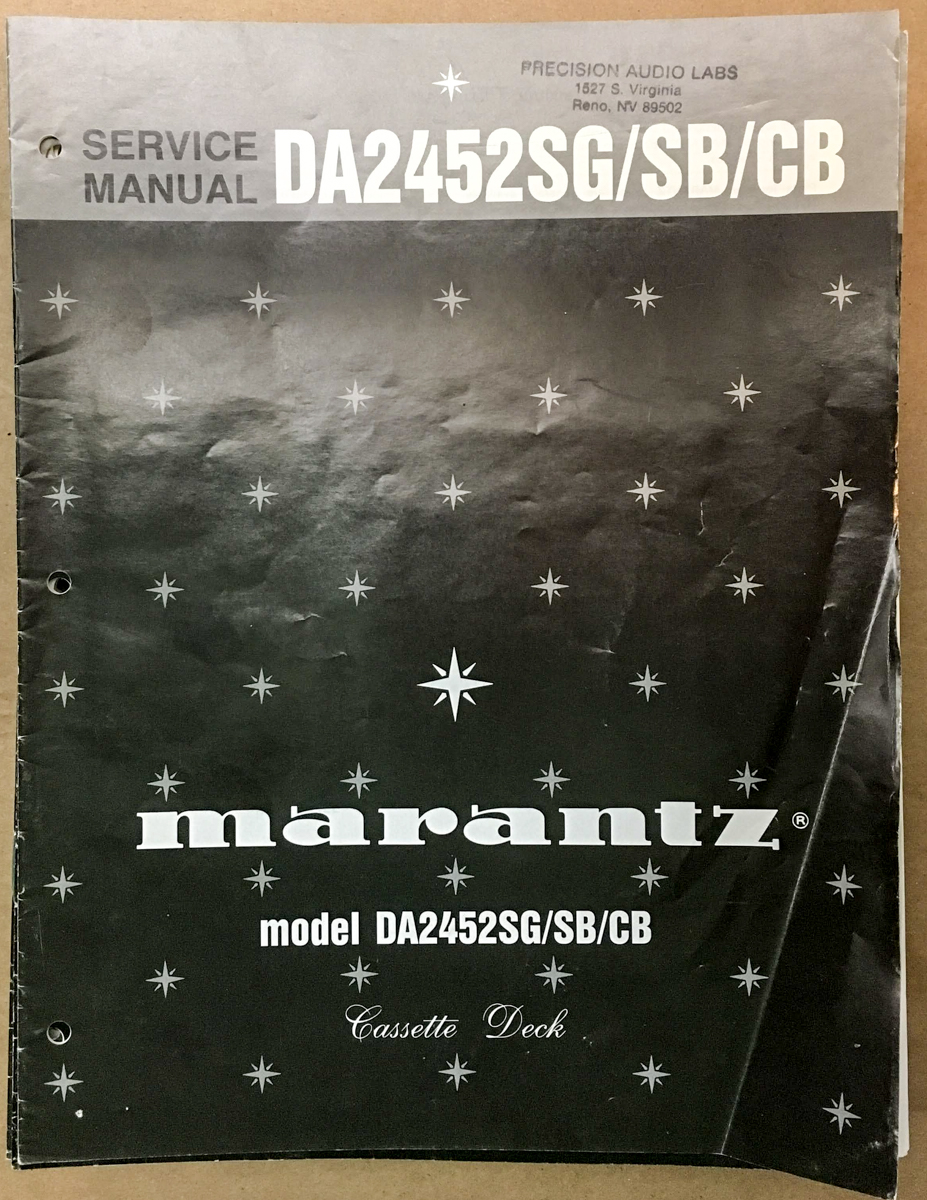 PRECISION AUDIO LABS
1527 S. Virginia
Reno, NV 89502
SERVICE
MANUAL
DA2452SG/SB/CB
marantz®
model DA2452SG/SB/CB
Cassette Deck